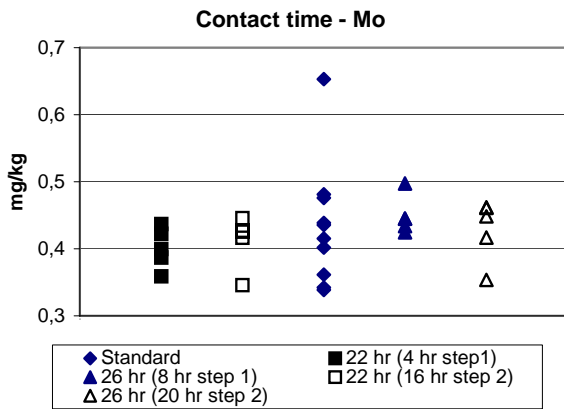 Contact time - Mo
0,7
0,6
0,5
0,4
0,3
mg/kg
Standard
22 hr (4 hr step1)
26 hr (8 hr step 1)
22 hr (16 hr step 2)
26 hr (20 hr step 2)